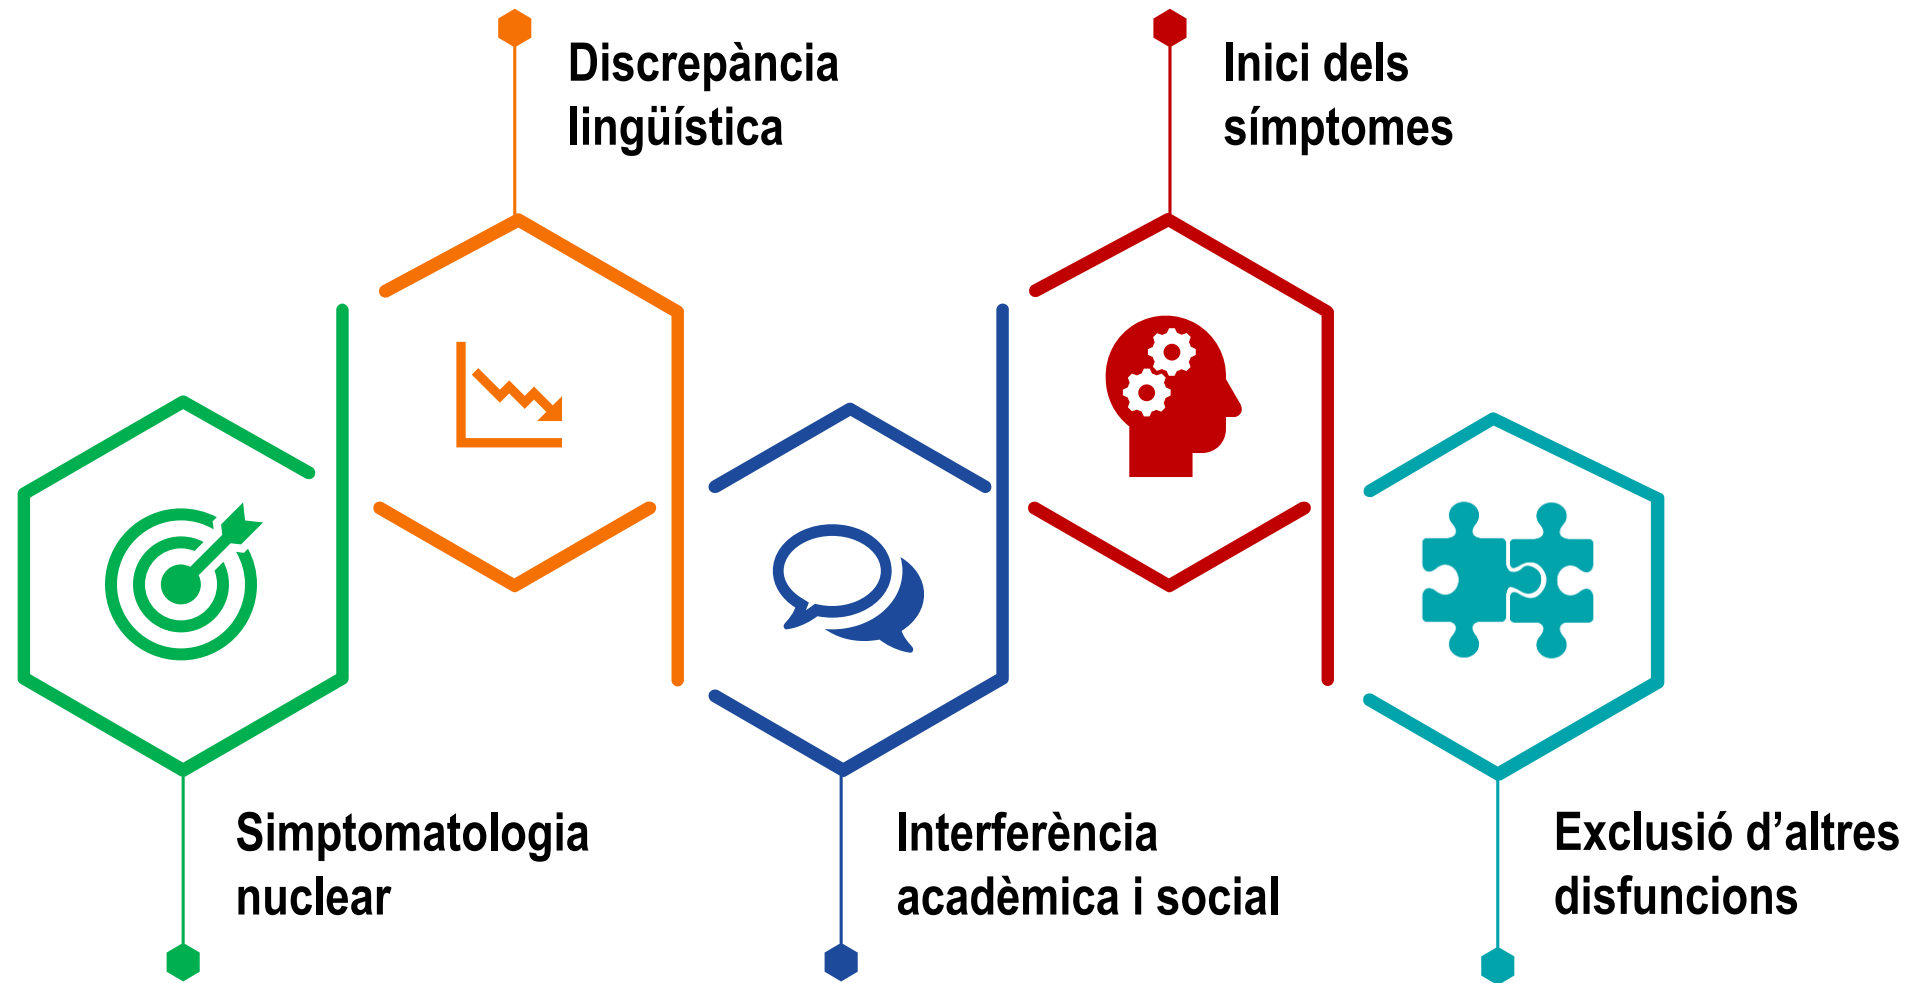 Discrepància
lingüística
Inici dels
símptomes
Simptomatologia
nuclear
Interferència
acadèmica i social
Exclusió d’altres
disfuncions